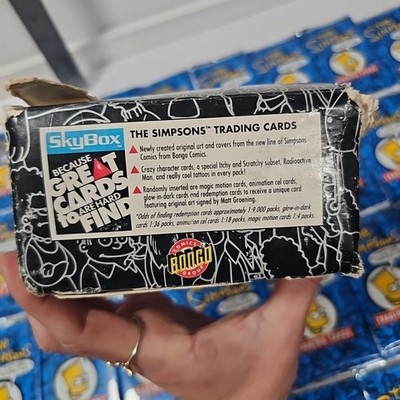 SkyBox
BECAUSE
GREAT
CARDS
ARE HARD
TO FIND
THE SIMPSONS™ TRADING CARDS
Newly created original art and covers from the new line of Simpsons
Comics from Bongo Comics.
Crazy character cards, a special Itchy and Scratchy subset, Radioactive
Man, and really cool tattoos in every pack!
Randomly inserted are magic motion cards, animation cel cards,
glow-in-dark cards and redemption cards to receive a unique card
featuring original art signed by Matt Groening.
*Odds of finding redemption cards approximately 1:9,000 packs, glow-in-dark
cards 1:36 packs, animation cards 1:18 packs, magic motion cards 1:4 packs.
BONGO
COMICS
GROUP